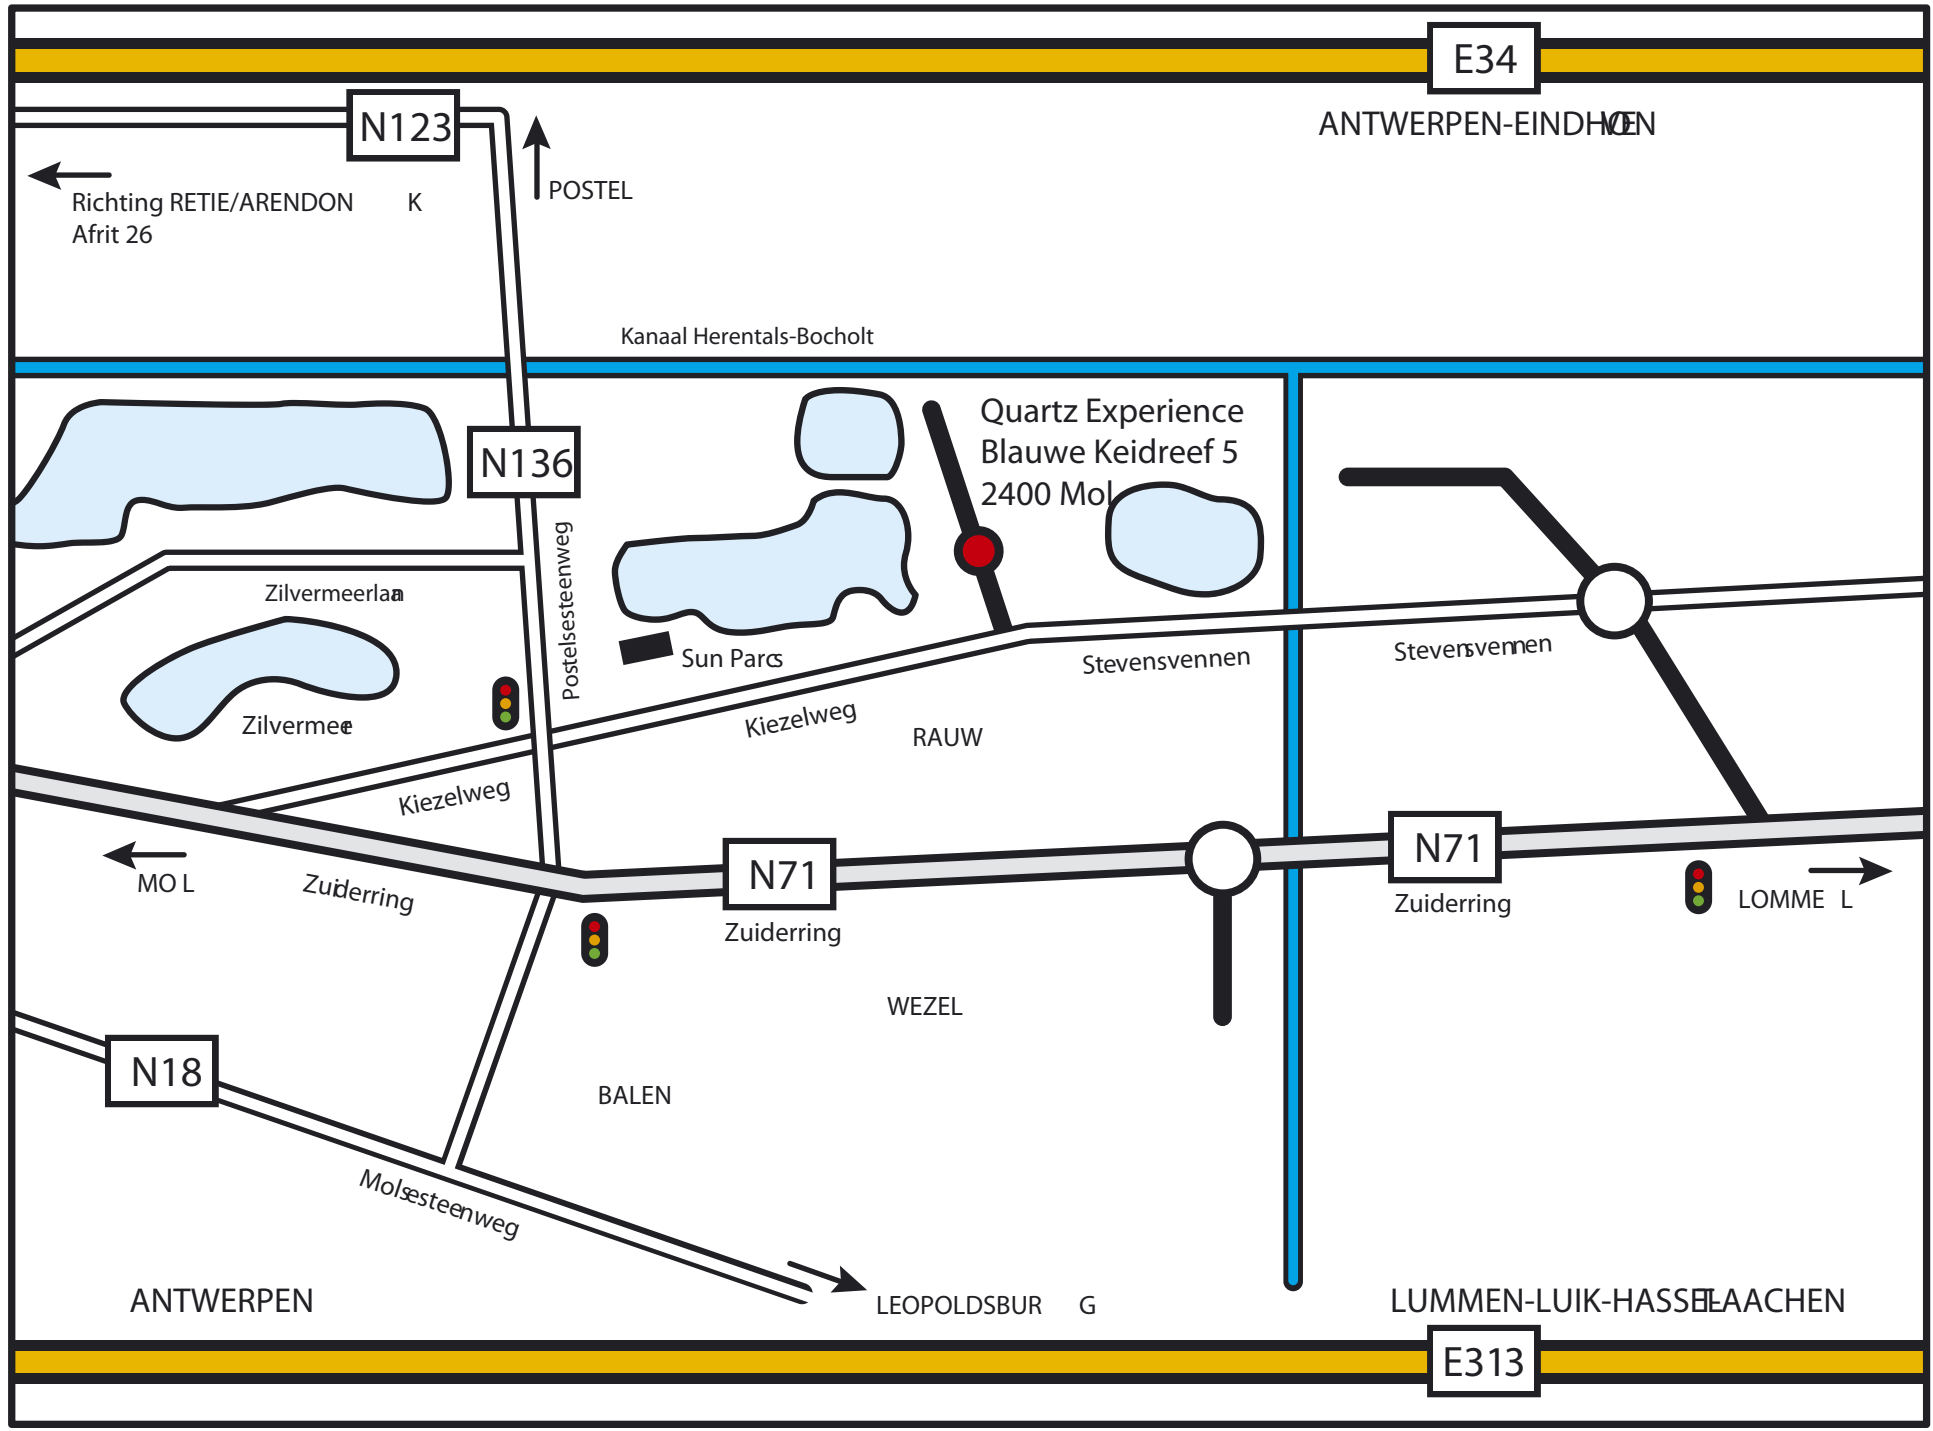 E34
ANTWERPEN-EINDHOVEN
N123
Richting RETIE/ARENDONK
Afrit 26
POSTEL
Kanaal Herentals-Bocholt
Quartz Experience
Blauwe Keidreef 5
2400 Mol
N136
Postelsesteenweg
Zilvermeerlaan
Zilvermeer
Sun Parcs
Stevensvennen
Stevensvennen
Kiezelweg
RAUW
Kiezelweg
MOL
Zuiderring
N71
Zuiderring
N71
Zuiderring
LOMMEL
WEZEL
N18
BALEN
Molsesteenweg
LEOPOLDSBURG
ANTWERPEN
LUMMEN-LUIK-HASSELT-AACHEN
E313